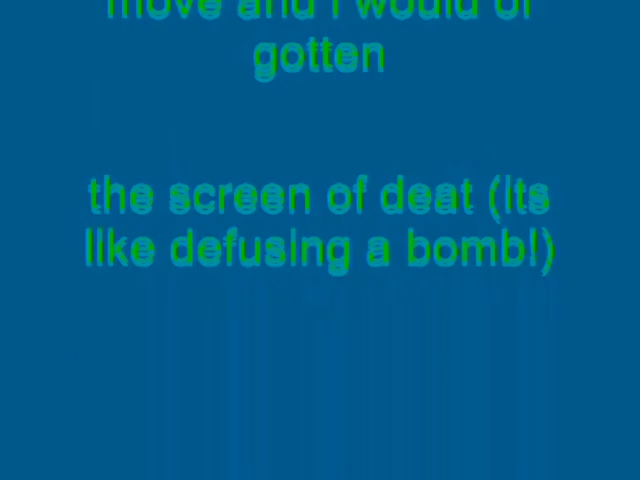 move and I would of
gotten
the screen of deat (its
like defusing a bomb!)